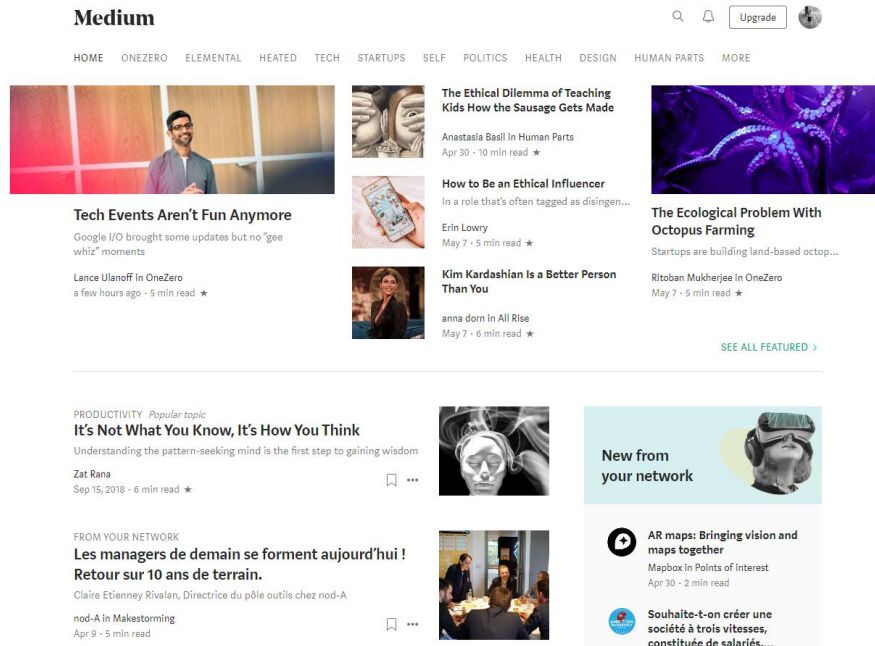 Medium
Upgrade
HOME ONEZERO ELEMENTAL HEATED TECH STARTUPS SELF POLITICS HEALTH DESIGN HUMAN PARTS MORE
Tech Events Aren't Fun Anymore
Google I/O brought some updates but no "gee
whiz" moments
Lance Ulanoff in OneZero
a few hours ago · 5 min read ★
The Ethical Dilemma of Teaching
Kids How the Sausage Gets Made
Anastasia Basil in Human Parts
Apr 30 · 10 min read ★
How to Be an Ethical Influencer
In a role that's often tagged as disingen...
Erin Lowry
May 7 · 5 min read ★
Kim Kardashian Is a Better Person
Than You
anna dorn in All Rise
May 7 · 6 min read ★
The Ecological Problem With
Octopus Farming
Startups are building land-based octop...
Ritoban Mukherjee in OneZero
May 7 · 5 min read ★
SEE ALL FEATURED >
PRODUCTIVITY Popular topic
It's Not What You Know, It's How You Think
Understanding the pattern-seeking mind is the first step to gaining wisdom
Zat Rana
Sep 15, 2018 · 6 min read ★
FROM YOUR NETWORK
Les managers de demain se forment aujourd'hui !
Retour sur 10 ans de terrain.
Claire Etienney Rivalan, Directrice du pôle outils chez nod-A
nod-A in Makestorming
Apr 9 · 5 min read
New from
your network
AR maps: Bringing vision and
maps together
Mapbox in Points of interest
Apr 30 · 2 min read
Souhaite-t-on créer une
société à trois vitesses,
constituée de salariés,...